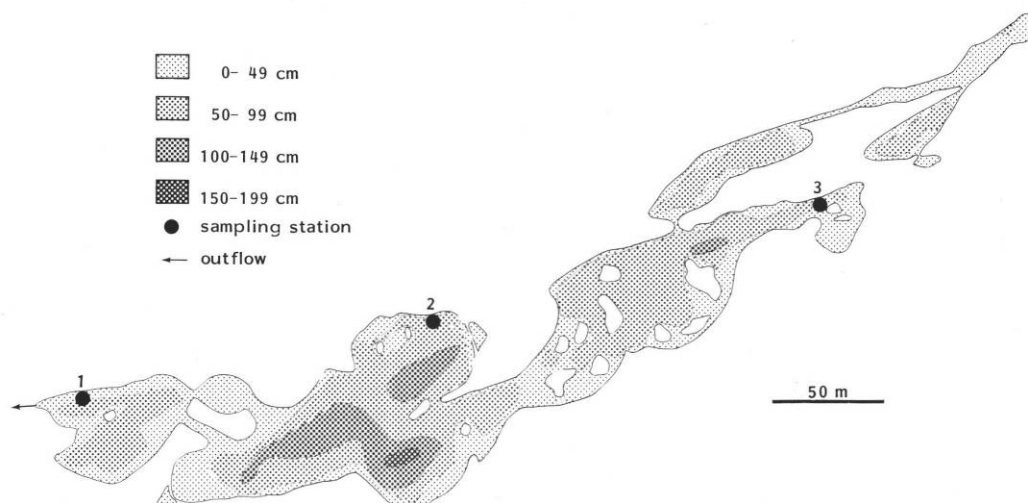 0- 49 cm
50- 99 cm
100-149 cm
150-199 cm
sampling station
outflow
3
2
1
50 m